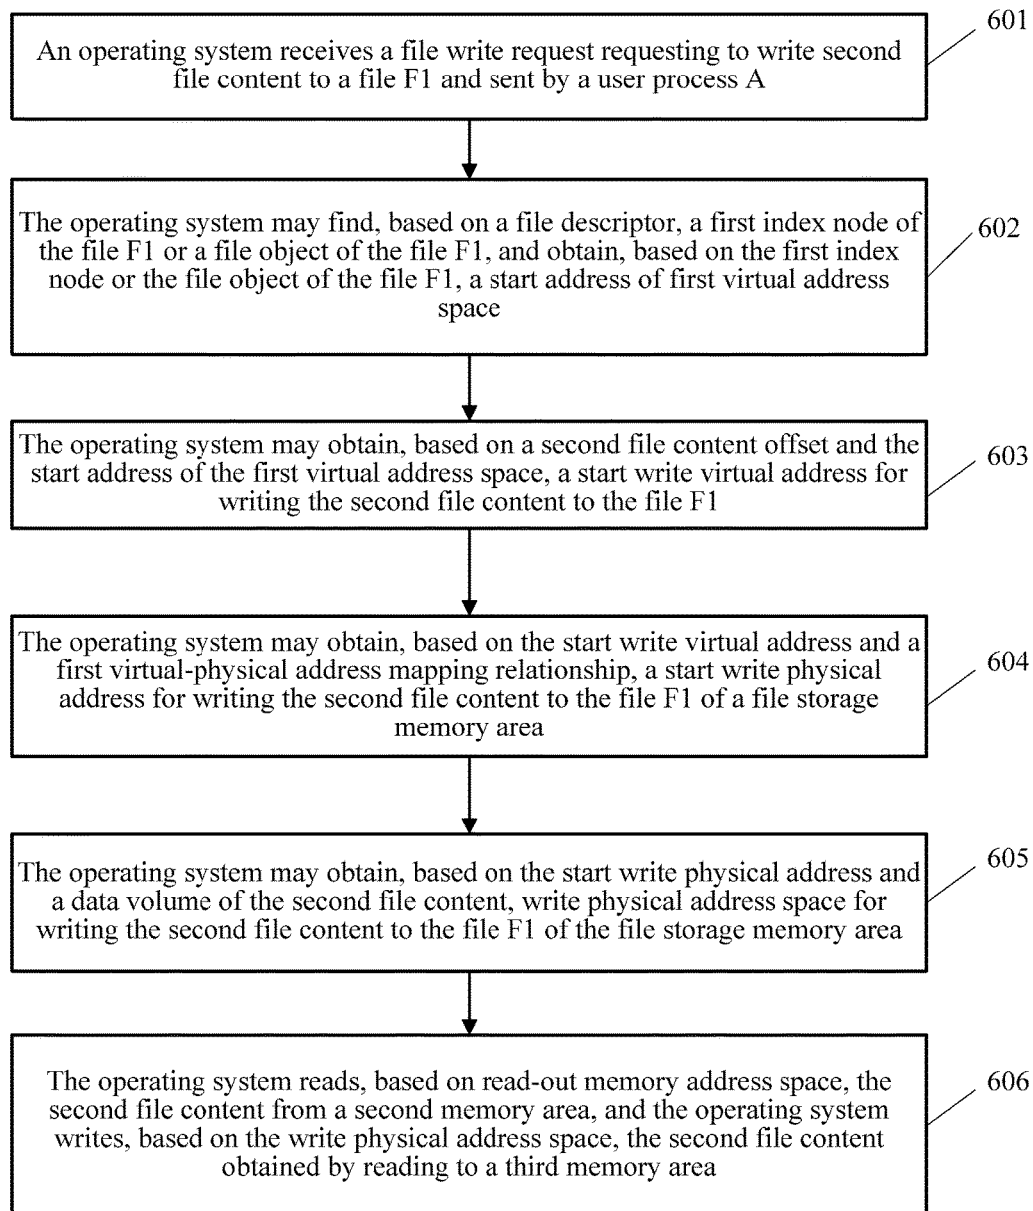 An operating system receives a file write request requesting to write second
file content to a file F1 and sent by a user process A
601
The operating system may find, based on a file descriptor, a first index node of
the file F1 or a file object of the file F1, and obtain, based on the first index
node or the file object of the file F1, a start address of first virtual address
space
602
The operating system may obtain, based on a second file content offset and the
start address of the first virtual address space, a start write virtual address for
writing the second file content to the file F1
603
The operating system may obtain, based on the start write virtual address and a
first virtual-physical address mapping relationship, a start write physical
address for writing the second file content to the file F1 of a file storage
memory area
604
The operating system may obtain, based on the start write physical address and
a data volume of the second file content, write physical address space for
writing the second file content to the file F1 of the file storage memory area
605
The operating system reads, based on read-out memory address space, the
second file content from a second memory area, and the operating system
writes, based on the write physical address space, the second file content
obtained by reading to a third memory area
606